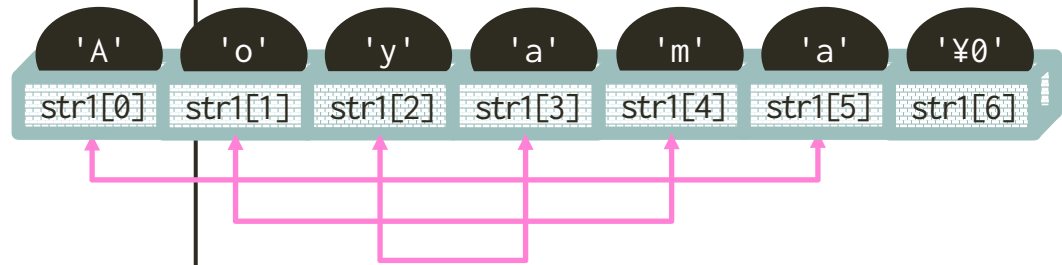 'A' 'o' 'y' 'a' 'm' 'a' '¥0'
str1[0] str1[1] str1[2] str1[3] str1[4] str1[5] str1[6]